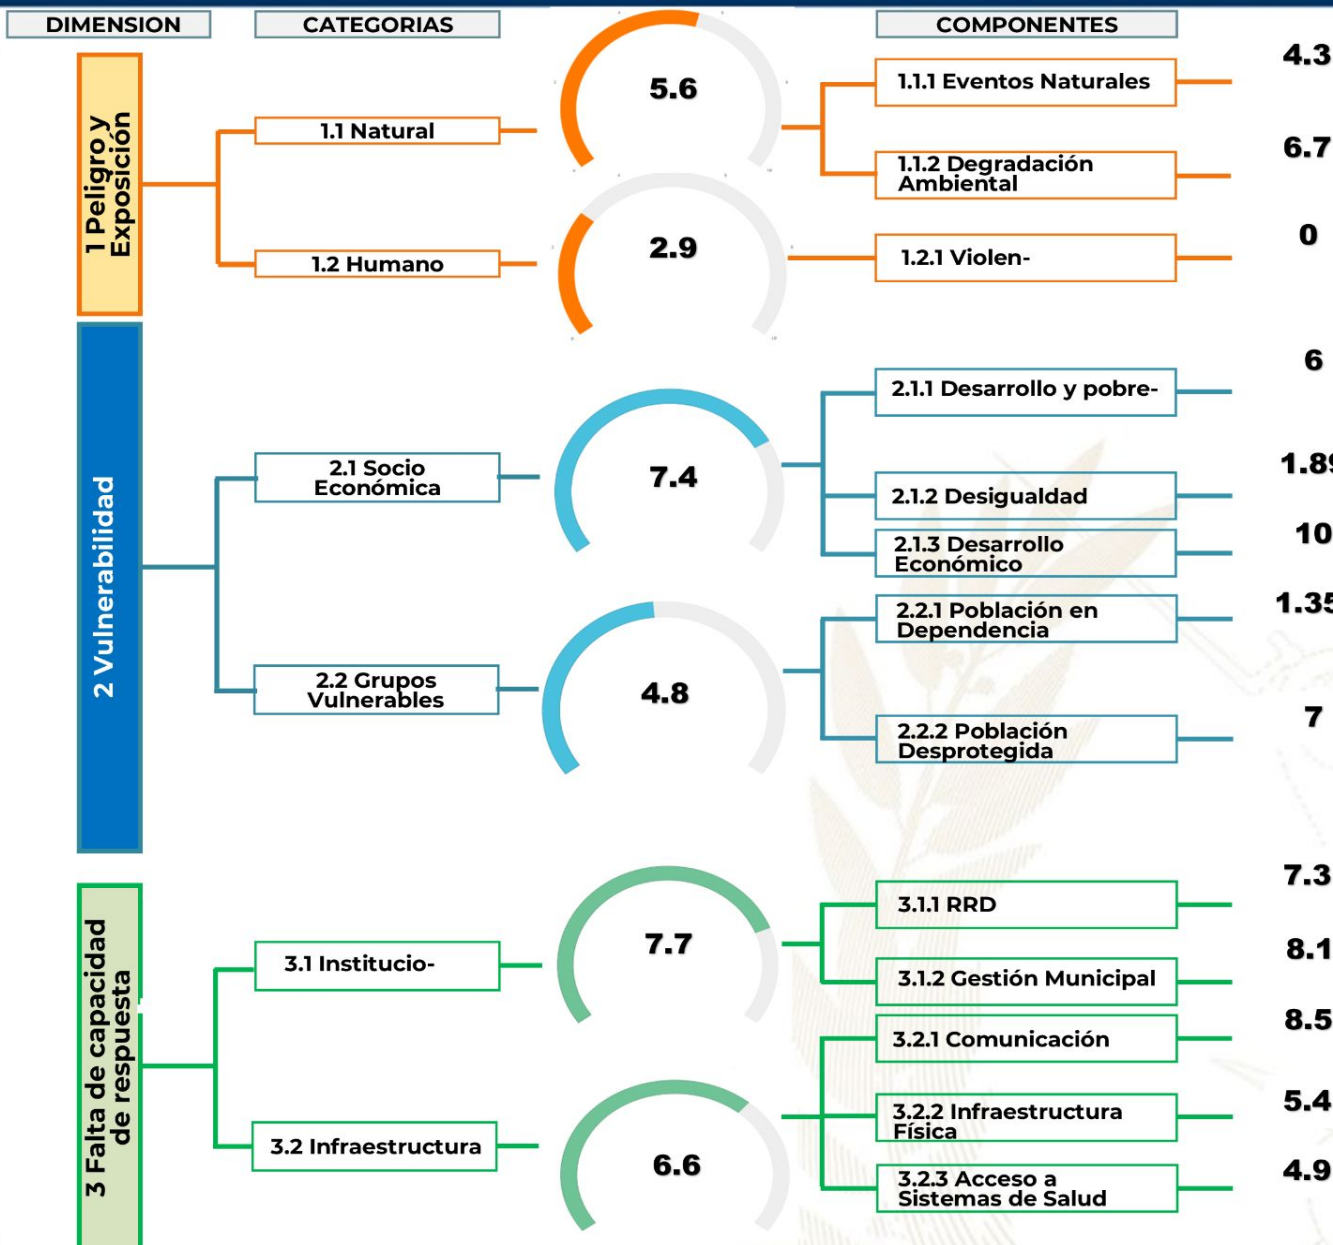 DIMENSION
CATEGORIAS
COMPONENTES
1 Peligro y
Exposición
1.1 Natural
5.6
1.1.1 Eventos Naturales
4.3
1.1.2 Degradación
Ambiental
6.7
1.2 Humano
2.9
1.2.1 Violen-
0
2 Vulnerabilidad
2.1 Socio
Económica
7.4
2.1.1 Desarrollo y pobre-
6
2.1.2 Desigualdad
1.89
2.1.3 Desarrollo
Económico
10
2.2 Grupos
Vulnerables
4.8
2.2.1 Población en
Dependencia
1.35
2.2.2 Población
Desprotegida
7
3 Falta de capacidad
de respuesta
3.1 Institucio-
7.7
3.1.1 RRD
7.3
3.1.2 Gestión Municipal
8.1
3.2 Infraestructura
6.6
3.2.1 Comunicación
8.5
3.2.2 Infraestructura
Física
5.4
3.2.3 Acceso a
Sistemas de Salud
4.9